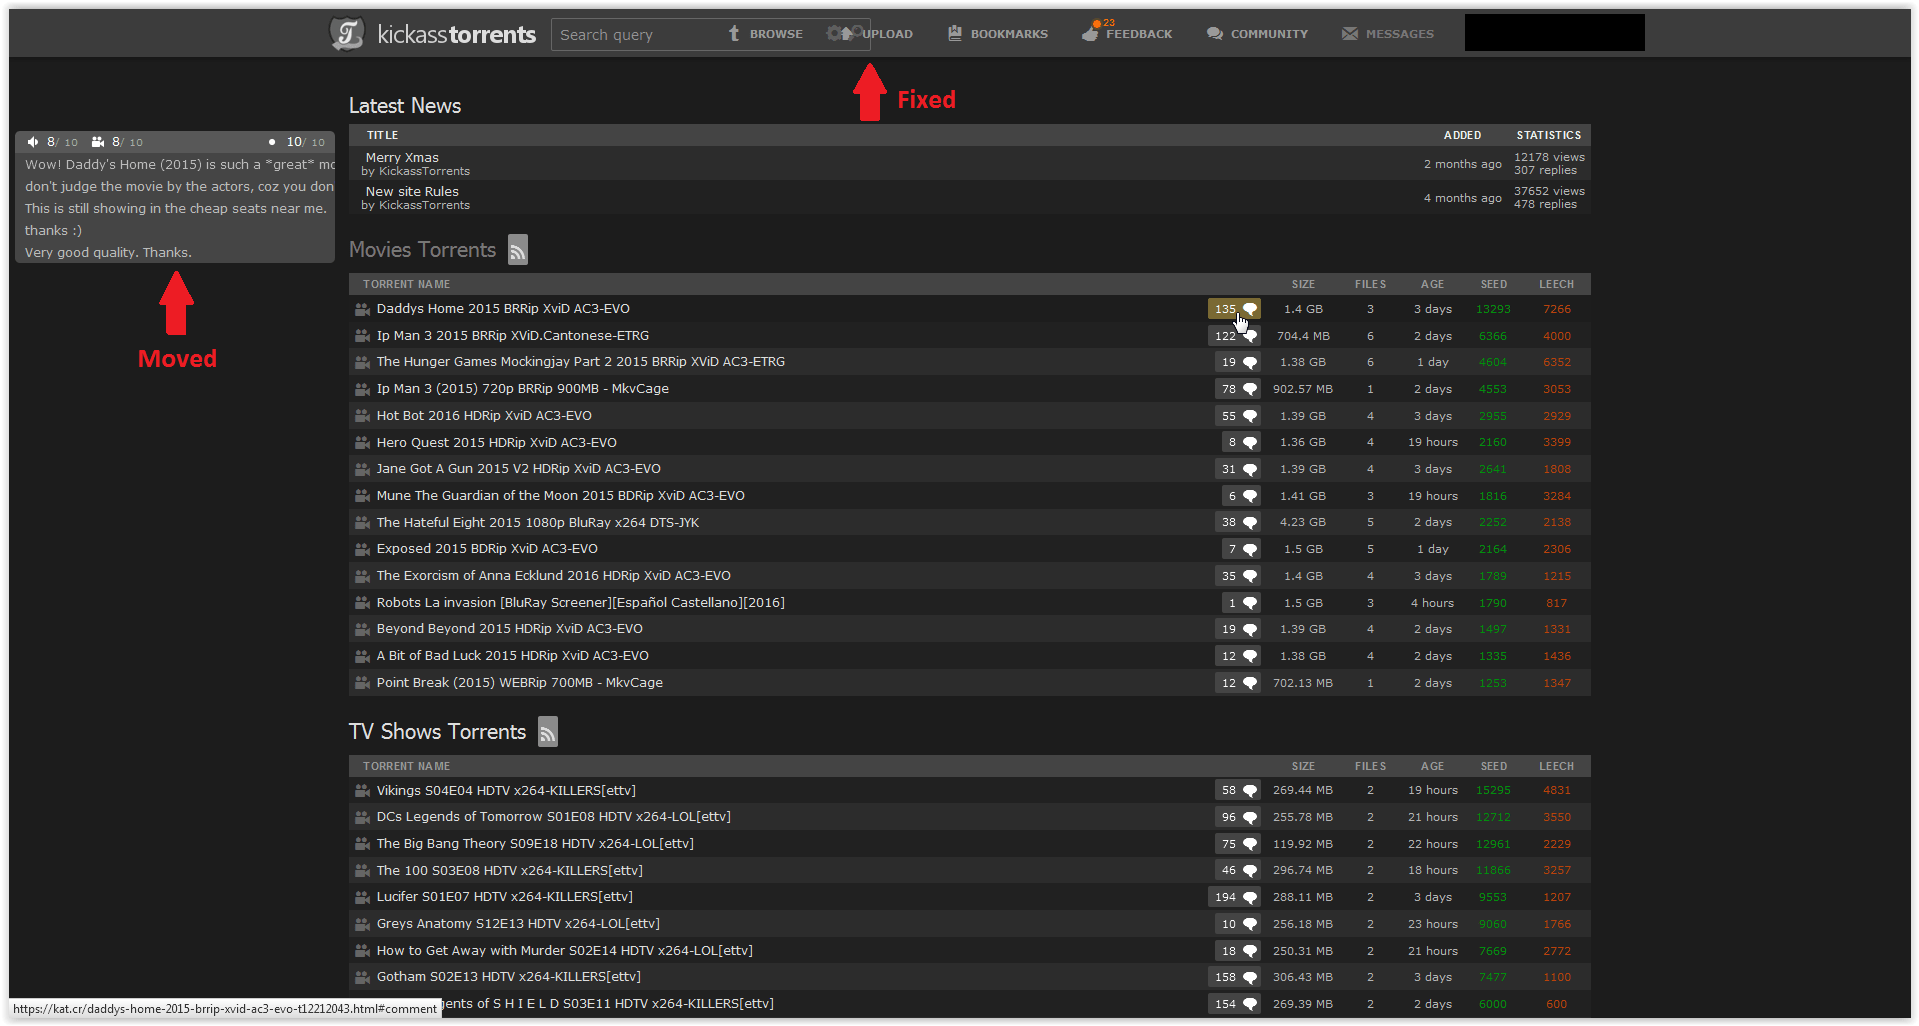 kickasstorrents Search query BROWSE UPLOAD BOOKMARKS 23 FEEDBACK COMMUNITY MESSAGES
Fixed
Latest News
TITLE ADDED STATISTICS
Merry Xmas
by KickassTorrents
2 months ago
12178 views
307 replies
New site Rules
by KickassTorrents
4 months ago
37652 views
478 replies
8/ 10 8/ 10 10/ 10
Wow! Daddy's Home (2015) is such a *great* mo
don't judge the movie by the actors, coz you don
This is still showing in the cheap seats near me.
thanks :)
Very good quality. Thanks.
Moved
Movies Torrents
TORRENT NAME SIZE FILES AGE SEED LEECH
Daddys Home 2015 BRRip XviD AC3-EVO 135 1.4 GB 3 3 days 13293 7266
Ip Man 3 2015 BRRip XViD.Cantonese-ETRG 122 704.4 MB 6 2 days 6366 4000
The Hunger Games Mockingjay Part 2 2015 BRRip XViD AC3-ETRG 19 1.38 GB 6 1 day 4604 6352
Ip Man 3 (2015) 720p BRRip 900MB - MkvCage 78 902.57 MB 1 2 days 4553 3053
Hot Bot 2016 HDRip XviD AC3-EVO 55 1.39 GB 4 3 days 2955 2929
Hero Quest 2015 HDRip XviD AC3-EVO 8 1.36 GB 4 19 hours 2160 3399
Jane Got A Gun 2015 V2 HDRip XviD AC3-EVO 31 1.39 GB 4 3 days 2641 1808
Mune The Guardian of the Moon 2015 BDRip XviD AC3-EVO 6 1.41 GB 3 19 hours 1816 3284
The Hateful Eight 2015 1080p BluRay x264 DTS-JYK 38 4.23 GB 5 2 days 2252 2138
Exposed 2015 BDRip XviD AC3-EVO 7 1.5 GB 5 1 day 2164 2306
The Exorcism of Anna Ecklund 2016 HDRip XviD AC3-EVO 35 1.4 GB 4 3 days 1789 1215
Robots La invasion [BluRay Screener][Español Castellano][2016] 1 1.5 GB 3 4 hours 1790 817
Beyond Beyond 2015 HDRip XviD AC3-EVO 19 1.39 GB 4 2 days 1497 1331
A Bit of Bad Luck 2015 HDRip XviD AC3-EVO 12 1.38 GB 4 2 days 1335 1436
Point Break (2015) WEBRip 700MB - MkvCage 12 702.13 MB 1 2 days 1253 1347
TV Shows Torrents
TORRENT NAME SIZE FILES AGE SEED LEECH
Vikings S04E04 HDTV x264-KILLERS[ettv] 58 269.44 MB 2 19 hours 15295 4831
DCs Legends of Tomorrow S01E08 HDTV x264-LOL[ettv] 96 255.78 MB 2 21 hours 12712 3550
The Big Bang Theory S09E18 HDTV x264-LOL[ettv] 75 119.92 MB 2 22 hours 12961 2229
The 100 S03E08 HDTV x264-KILLERS[ettv] 46 296.74 MB 2 18 hours 11866 3257
Lucifer S01E07 HDTV x264-KILLERS[ettv] 194 288.11 MB 2 3 days 9553 1207
Greys Anatomy S12E13 HDTV x264-LOL[ettv] 10 256.18 MB 2 23 hours 9060 1766
How to Get Away with Murder S02E14 HDTV x264-LOL[ettv] 18 250.31 MB 2 21 hours 7669 2772
Gotham S02E13 HDTV x264-KILLERS[ettv] 158 306.43 MB 2 3 days 7477 1100
gents of S H I E L D S03E11 HDTV x264-KILLERS[ettv] 154 269.39 MB 2 2 days 6000 600
https://kat.cr/daddys-home-2015-brrip-xvid-ac3-evo-t12212043.html#comment